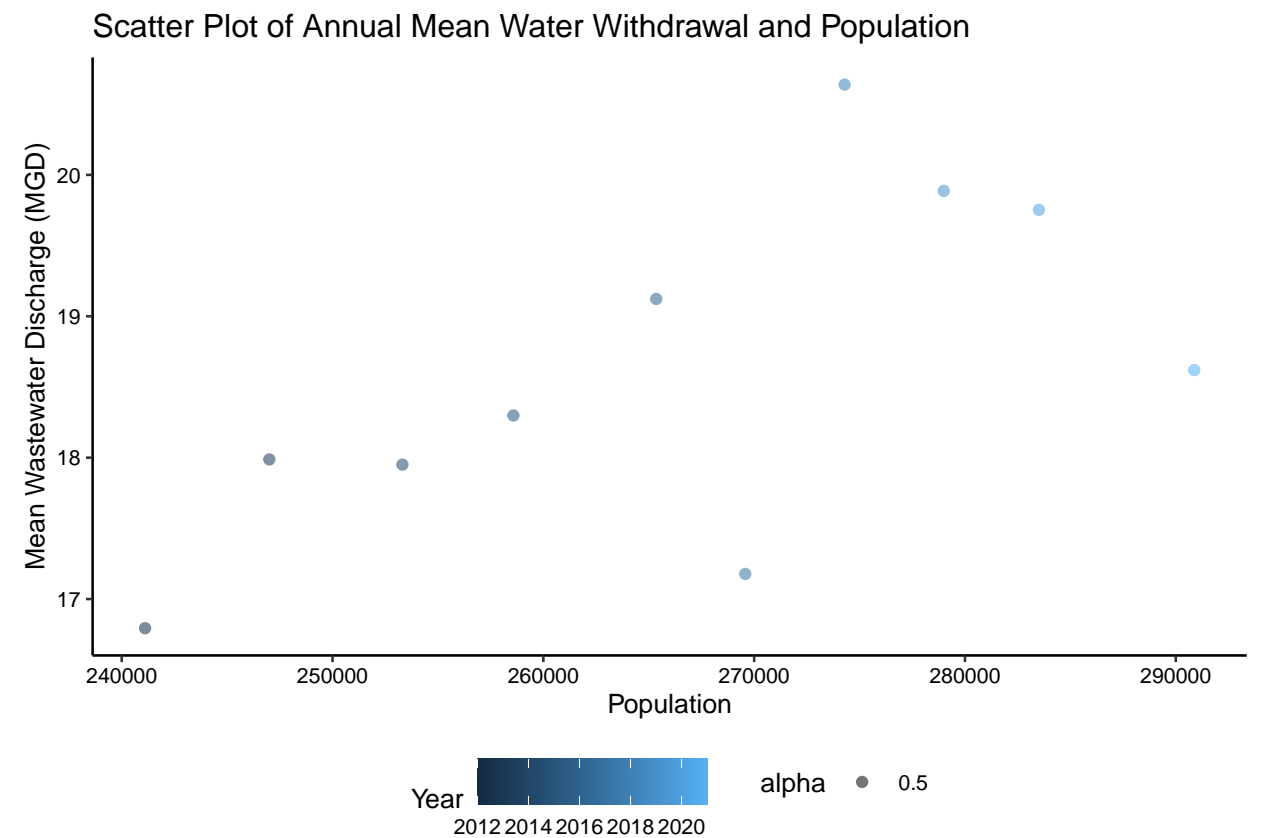 Scatter Plot of Annual Mean Water Withdrawal and Population
Mean Wastewater Discharge (MGD)
20
19
18
17
240000 250000 260000 270000 280000 290000
Population
Year
2012 2014 2016 2018 2020
alpha 0.5